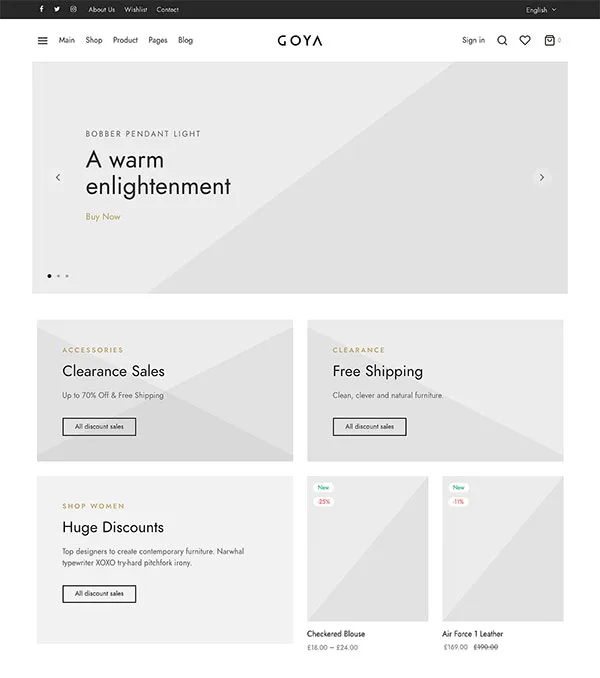 About Us Wishlist Contact English
Main Shop Product Pages Blog GOYA Sign in 0
BOBBER PENDANT LIGHT
A warm
enlightenment
Buy Now
ACCESSORIES
Clearance Sales
Up to 70% Off & Free Shipping
All discount sales
CLEARANCE
Free Shipping
Clean, clever and natural furniture.
All discount sales
SHOP WOMEN
Huge Discounts
Top designers to create contemporary furniture. Narwhal
typewriter XOXO try-hard pitchfork irony.
All discount sales
New
-25%
Checkered Blouse
£18.00 – £24.00
New
-11%
Air Force 1 Leather
£169.00 £190.00